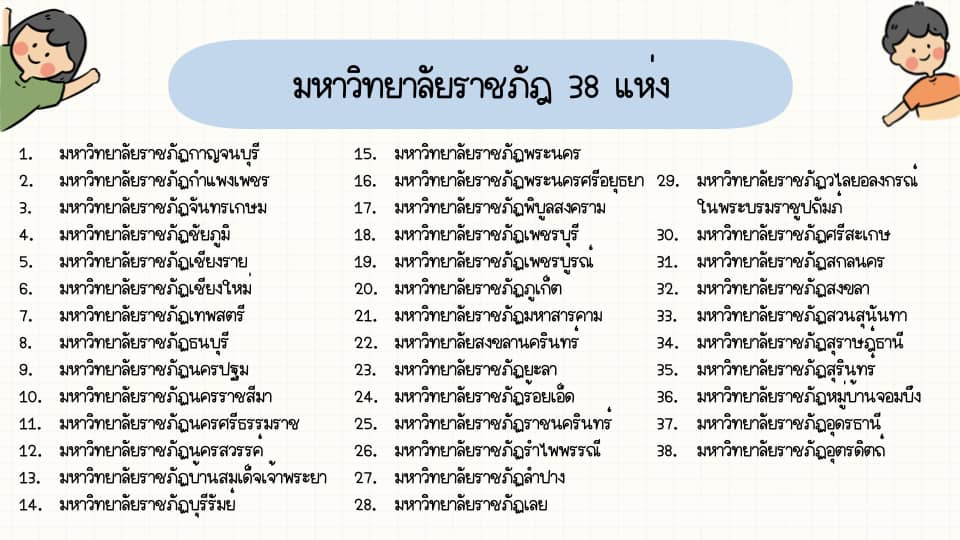 มหาวิทยาลัยราชภัฏ 38 แห่ง
1. มหาวิทยาลัยราชภัฏกาญจนบุรี
2. มหาวิทยาลัยราชภัฏกำแพงเพชร
3. มหาวิทยาลัยราชภัฏจันทรเกษม
4. มหาวิทยาลัยราชภัฏชัยภูมิ
5. มหาวิทยาลัยราชภัฏเชียงราย
6. มหาวิทยาลัยราชภัฏเชียงใหม่
7. มหาวิทยาลัยราชภัฏเทพสตรี
8. มหาวิทยาลัยราชภัฏธนบุรี
9. มหาวิทยาลัยราชภัฏนครปฐม
10. มหาวิทยาลัยราชภัฏนครราชสีมา
11. มหาวิทยาลัยราชภัฏนครศรีธรรมราช
12. มหาวิทยาลัยราชภัฏนครสวรรค์
13. มหาวิทยาลัยราชภัฏบ้านสมเด็จเจ้าพระยา
14. มหาวิทยาลัยราชภัฏบุรีรัมย์
15. มหาวิทยาลัยราชภัฏพระนคร
16. มหาวิทยาลัยราชภัฏพระนครศรีอยุธยา
17. มหาวิทยาลัยราชภัฏพิบูลสงคราม
18. มหาวิทยาลัยราชภัฏเพชรบุรี
19. มหาวิทยาลัยราชภัฏเพชรบูรณ์
20. มหาวิทยาลัยราชภัฏภูเก็ต
21. มหาวิทยาลัยราชภัฏมหาสารคาม
22. มหาวิทยาลัยสงขลานครินทร์
23. มหาวิทยาลัยราชภัฏยะลา
24. มหาวิทยาลัยราชภัฏร้อยเอ็ด
25. มหาวิทยาลัยราชภัฏราชนครินทร์
26. มหาวิทยาลัยราชภัฏรำไพพรรณี
27. มหาวิทยาลัยราชภัฏลำปาง
28. มหาวิทยาลัยราชภัฏเลย
29. มหาวิทยาลัยราชภัฏวไลยอลงกรณ์
ในพระบรมราชูปถัมภ์
30. มหาวิทยาลัยราชภัฏศรีสะเกษ
31. มหาวิทยาลัยราชภัฏสกลนคร
32. มหาวิทยาลัยราชภัฏสงขลา
33. มหาวิทยาลัยราชภัฏสวนสุนันทา
34. มหาวิทยาลัยราชภัฏสุราษฎร์ธานี
35. มหาวิทยาลัยราชภัฏสุรินทร์
36. มหาวิทยาลัยราชภัฏหมู่บ้านจอมบึง
37. มหาวิทยาลัยราชภัฏอุดรธานี
38. มหาวิทยาลัยราชภัฏอุตรดิตถ์